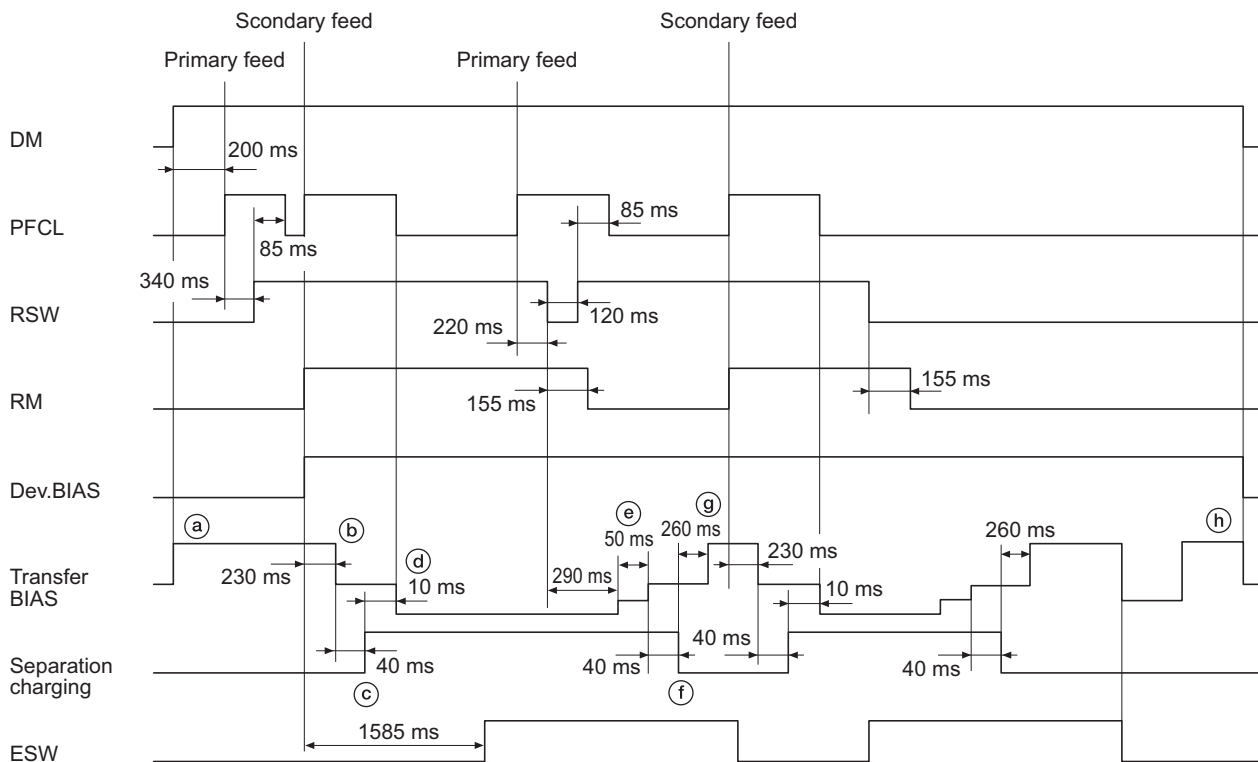 Scondary feed
Scondary feed
Primary feed
Primary feed
DM
200 ms
PFCL
85 ms
85 ms
340 ms
RSW
120 ms
220 ms
RM
155 ms
155 ms
Dev.BIAS
a
b
d
e
g
h
50 ms
260 ms
260 ms
Transfer
BIAS
230 ms
10 ms
290 ms
230 ms
10 ms
Separation
charging
40 ms
40 ms
40 ms
40 ms
c
f
1585 ms
ESW